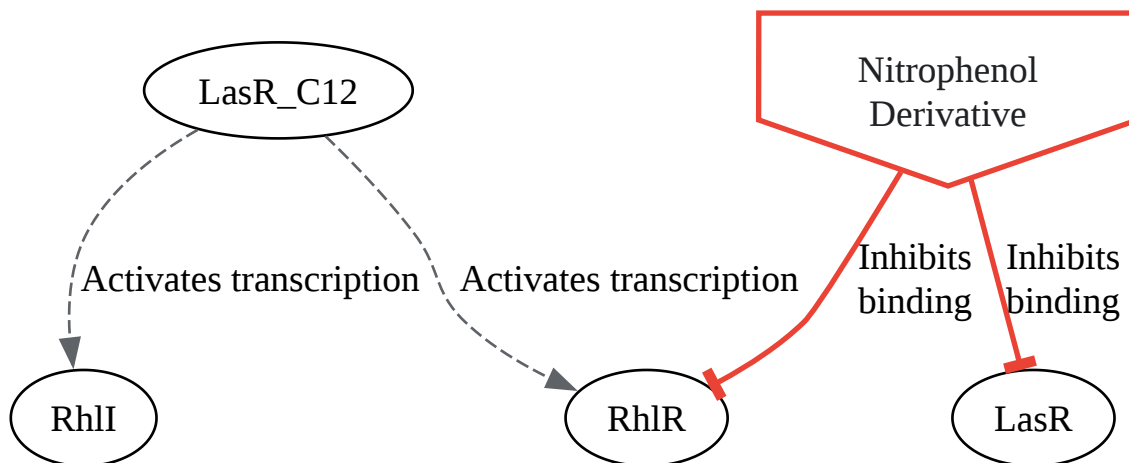 LasR_C12
Nitrophenol
Derivative
Activates transcription
Activates transcription
Inhibits
binding
Inhibits
binding
RhlI
RhlR
LasR